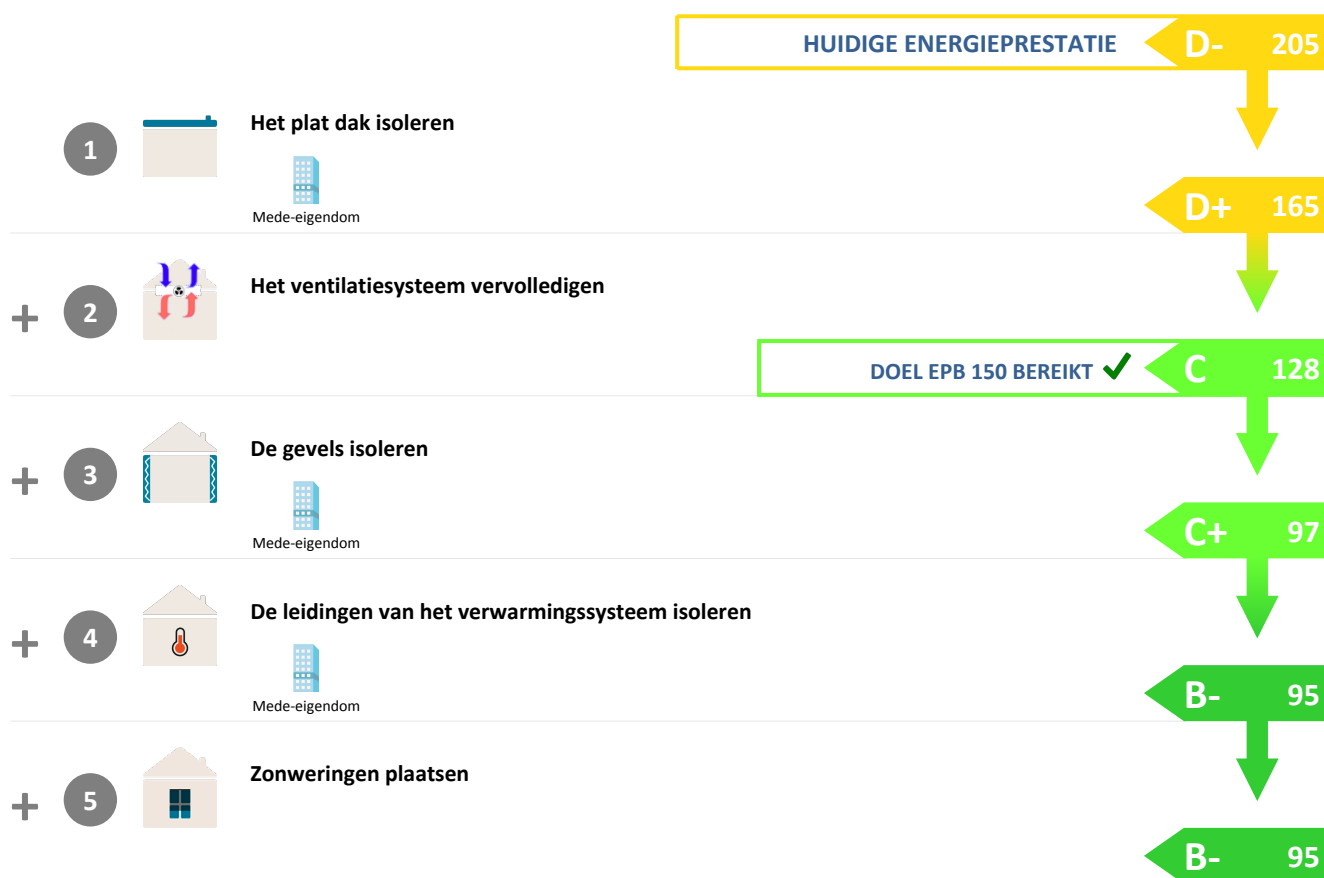 HUIDIGE ENERGIEPRESTATIE D- 205
1 Het plat dak isoleren
Mede-eigendom
D+ 165
+ 2 Het ventilatiesysteem vervolledigen
DOEL EPB 150 BEREIKT ✔ C 128
+ 3 De gevels isoleren
Mede-eigendom
C+ 97
+ 4 De leidingen van het verwarmingssysteem isoleren
Mede-eigendom
B- 95
+ 5 Zonweringen plaatsen
B- 95